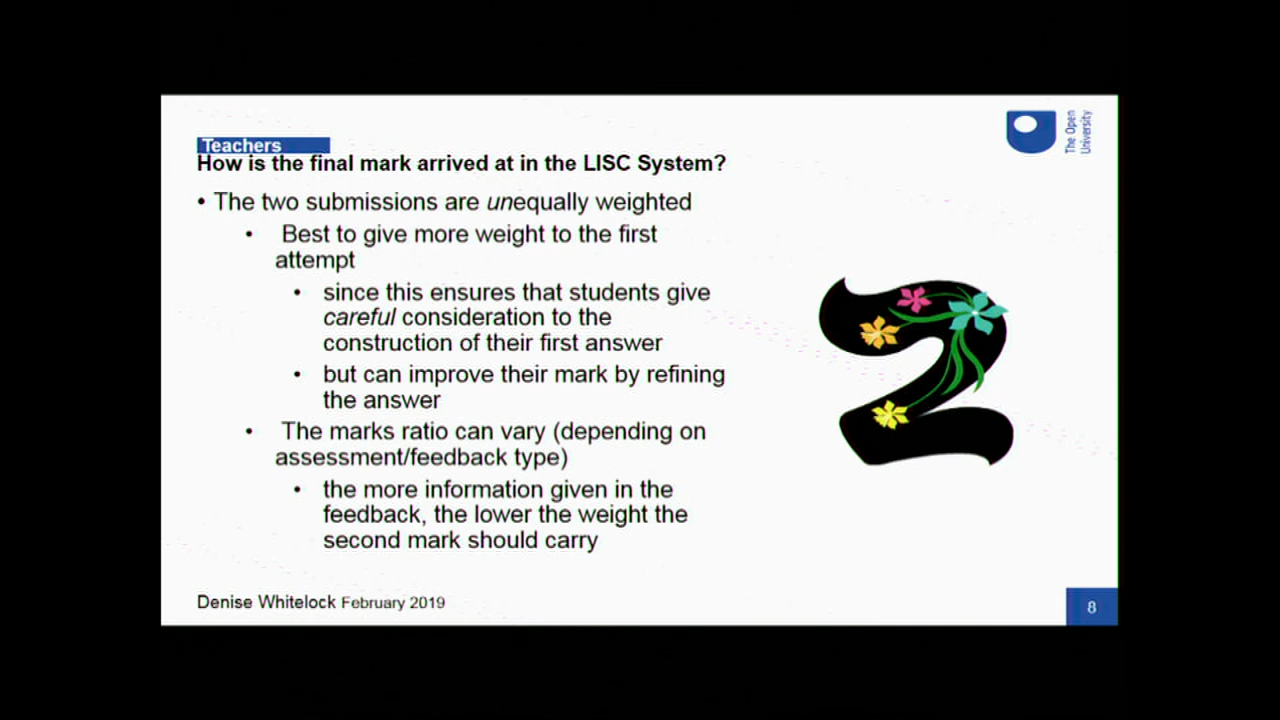 Teachers
How is the final mark arrived at in the LISC System?
• The two submissions are unequally weighted
• Best to give more weight to the first
attempt
• since this ensures that students give
careful consideration to the
construction of their first answer
• but can improve their mark by refining
the answer
• The marks ratio can vary (depending on
assessment/feedback type)
• the more information given in the
feedback, the lower the weight the
second mark should carry
The Open
University
2
Denise Whitelock February 2019
8